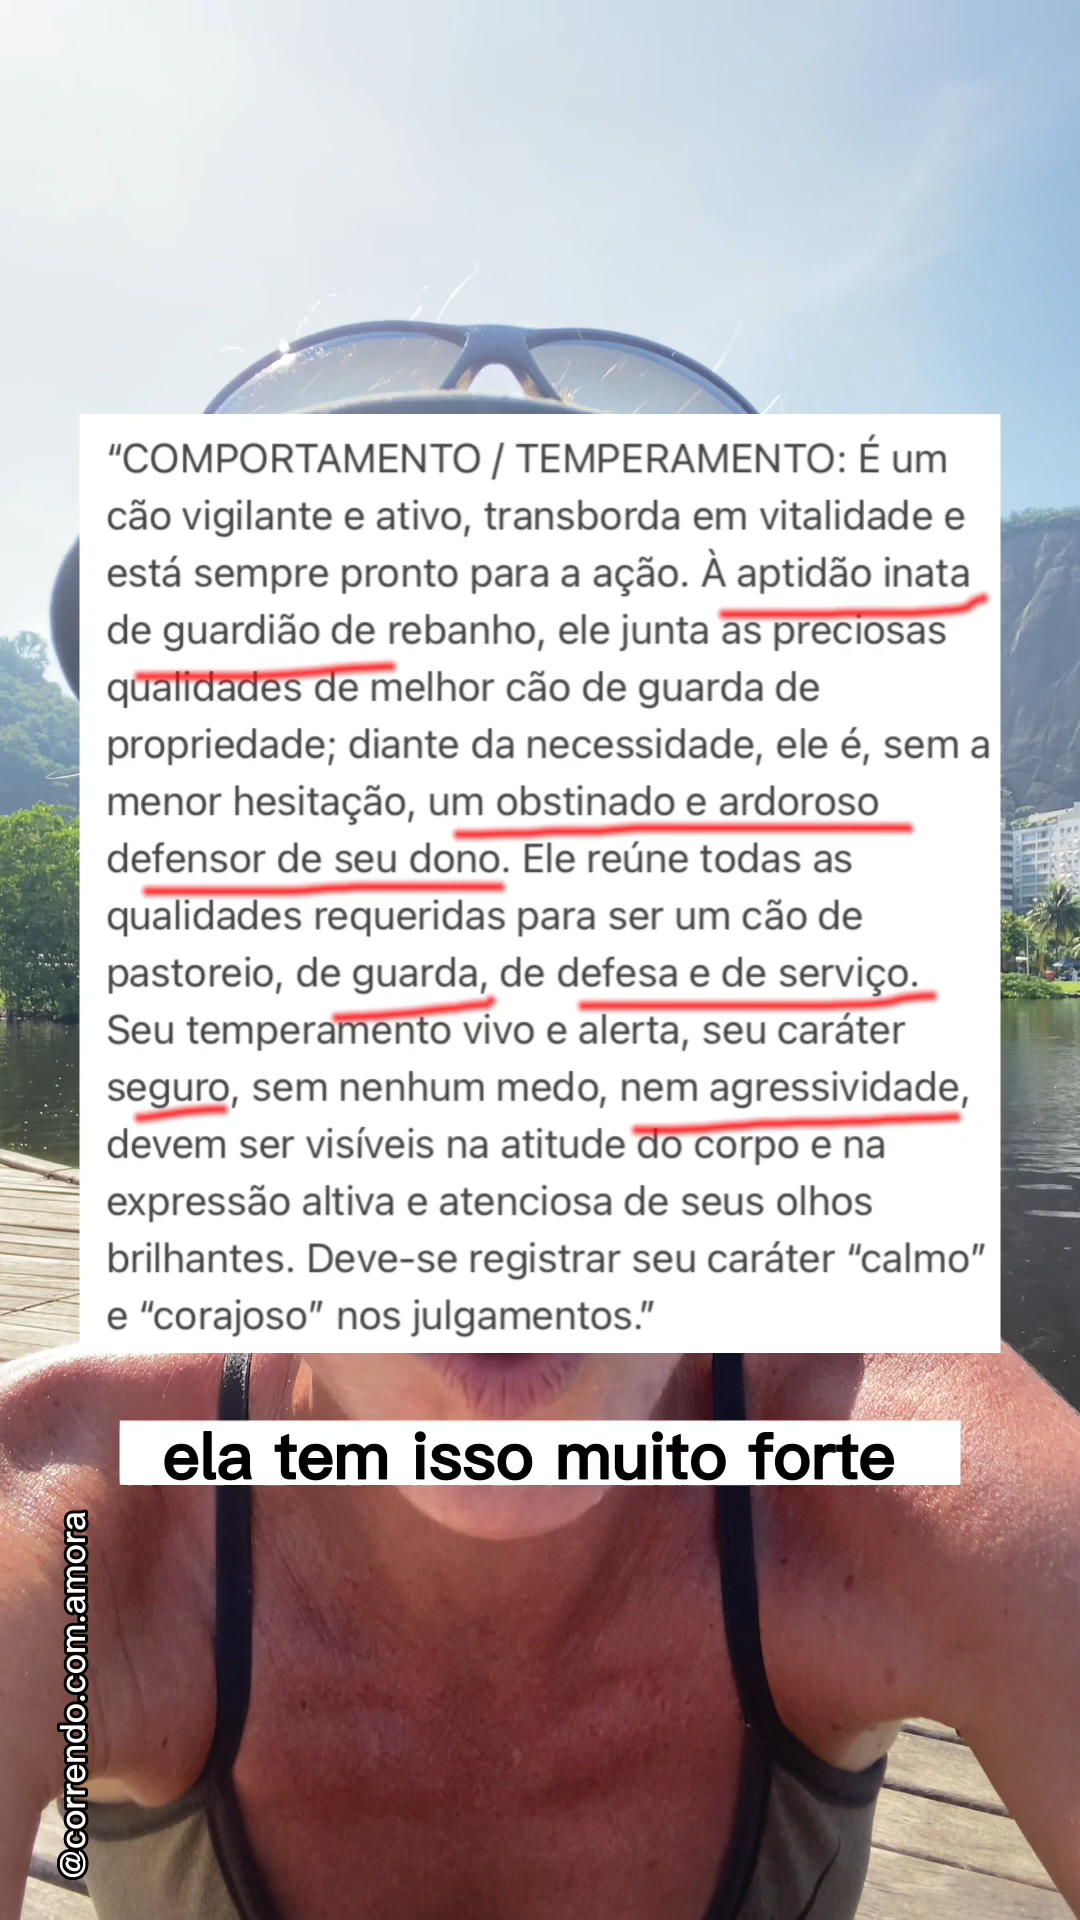 “COMPORTAMENTO / TEMPERAMENTO: É um
cão vigilante e ativo, transborda em vitalidade e
está sempre pronto para a ação. À aptidão inata
de guardião de rebanho, ele junta as preciosas
qualidades de melhor cão de guarda de
propriedade; diante da necessidade, ele é, sem a
menor hesitação, um obstinado e ardoroso
defensor de seu dono. Ele reúne todas as
qualidades requeridas para ser um cão de
pastoreio, de guarda, de defesa e de serviço.
Seu temperamento vivo e alerta, seu caráter
seguro, sem nenhum medo, nem agressividade,
devem ser visíveis na atitude do corpo e na
expressão altiva e atenciosa de seus olhos
brilhantes. Deve-se registrar seu caráter “calmo”
e “corajoso” nos julgamentos.”
ela tem isso muito forte
@correndo.com.amora